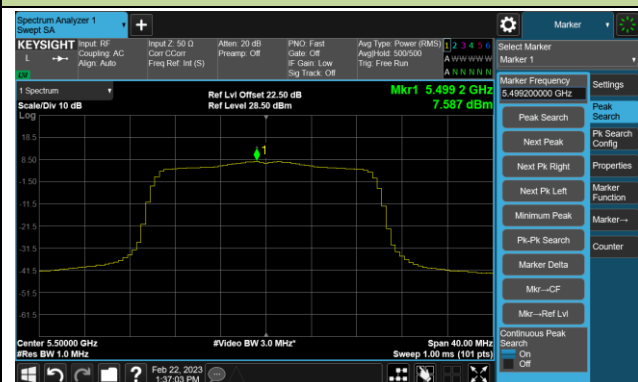 Spectrum Analyzer 1
Swept SA
Marker
KEYSIGHT
L
LXI
Input: RF
Coupling: AC
Align: Auto
Input Z: 50 Ω
Corr CCorr
Freq Ref: Int (S)
Atten: 20 dB
Preamp: Off
PNO: Fast
Gate: Off
IF Gain: Low
Sig Track: Off
Avg Type: Power (RMS)
Avg|Hold: 500/500
Trig: Free Run
1 2 3 4 5 6
A W W W W W
A N N N N N
Select Marker
Marker 1
1 Spectrum
Scale/Div 10 dB
Log
Ref Lvl Offset 22.50 dB
Ref Level 28.50 dBm
Mkr1 5.499 2 GHz
7.587 dBm
18.5
8.50
-1.50
-11.5
-21.5
-31.5
-41.5
-51.5
-61.5
1
Center 5.50000 GHz
#Res BW 1.0 MHz
#Video BW 3.0 MHz*
Span 40.00 MHz
Sweep 1.00 ms (101 pts)
Marker Frequency
5.499200000 GHz
Peak Search
Next Peak
Next Pk Right
Next Pk Left
Minimum Peak
Pk-Pk Search
Marker Delta
Mkr→CF
Mkr→Ref Lvl
Continuous Peak
Search
On
Off
Settings
Peak
Search
Pk Search
Config
Properties
Marker
Function
Marker→
Counter
?
Feb 22, 2023
1:37:03 PM